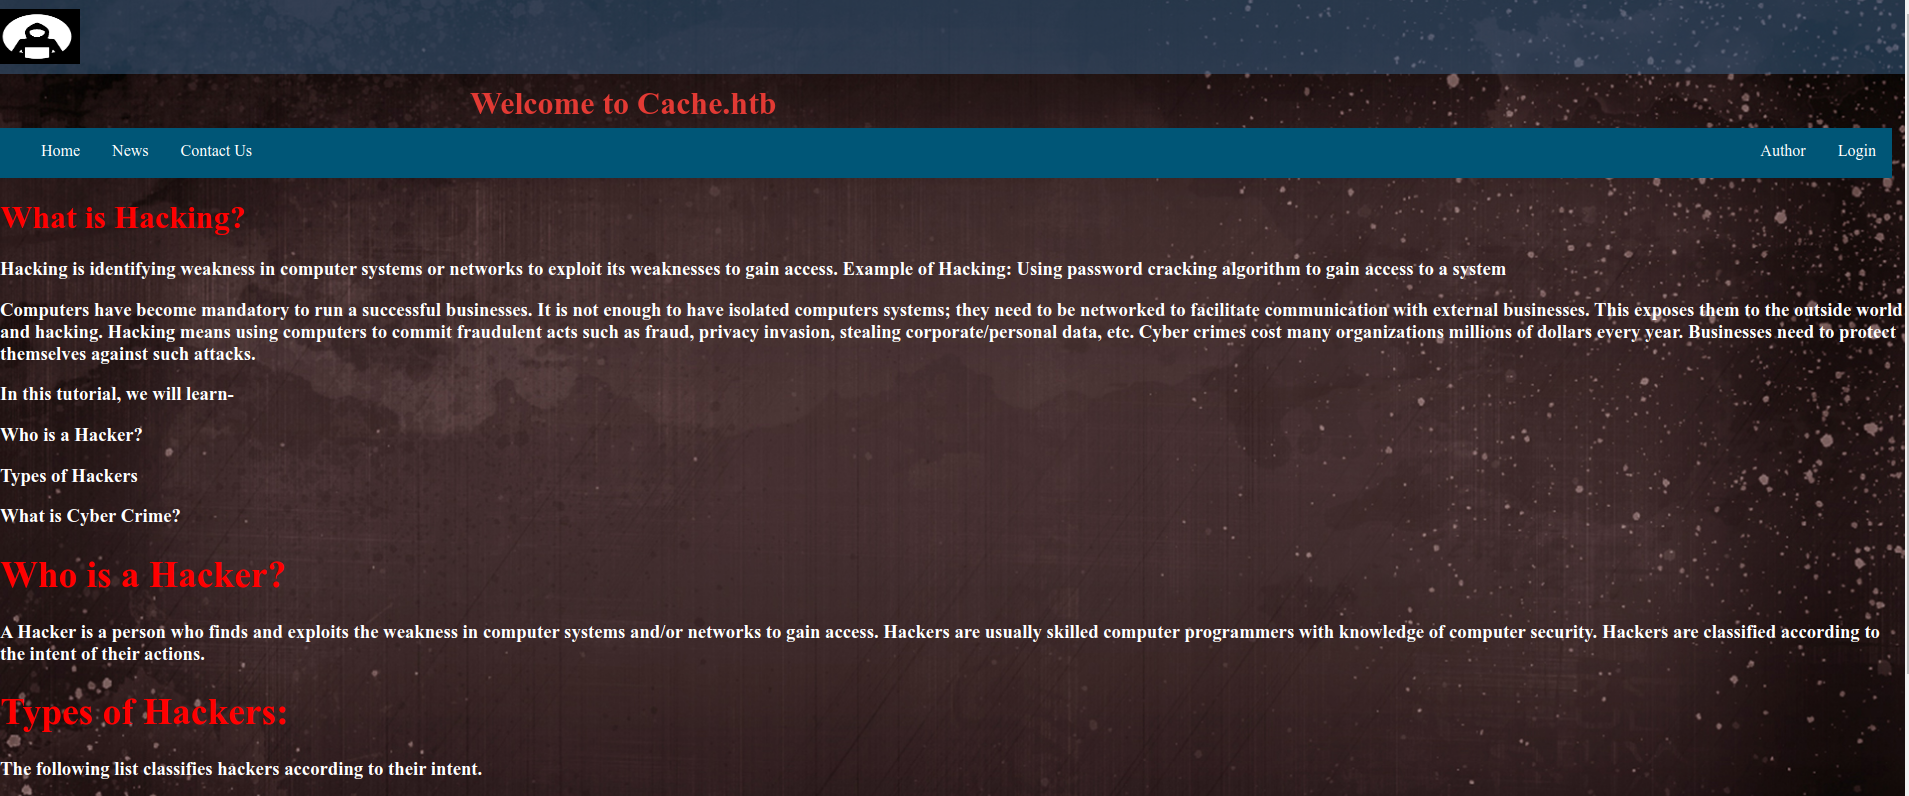 Welcome to Cache.htb
Home News Contact Us Author Login
What is Hacking?
Hacking is identifying weakness in computer systems or networks to exploit its weaknesses to gain access. Example of Hacking: Using password cracking algorithm to gain access to a system
Computers have become mandatory to run a successful businesses. It is not enough to have isolated computers systems; they need to be networked to facilitate communication with external businesses. This exposes them to the outside world
and hacking. Hacking means using computers to commit fraudulent acts such as fraud, privacy invasion, stealing corporate/personal data, etc. Cyber crimes cost many organizations millions of dollars every year. Businesses need to protect
themselves against such attacks.
In this tutorial, we will learn-
Who is a Hacker?
Types of Hackers
What is Cyber Crime?
Who is a Hacker?
A Hacker is a person who finds and exploits the weakness in computer systems and/or networks to gain access. Hackers are usually skilled computer programmers with knowledge of computer security. Hackers are classified according to
the intent of their actions.
Types of Hackers:
The following list classifies hackers according to their intent.